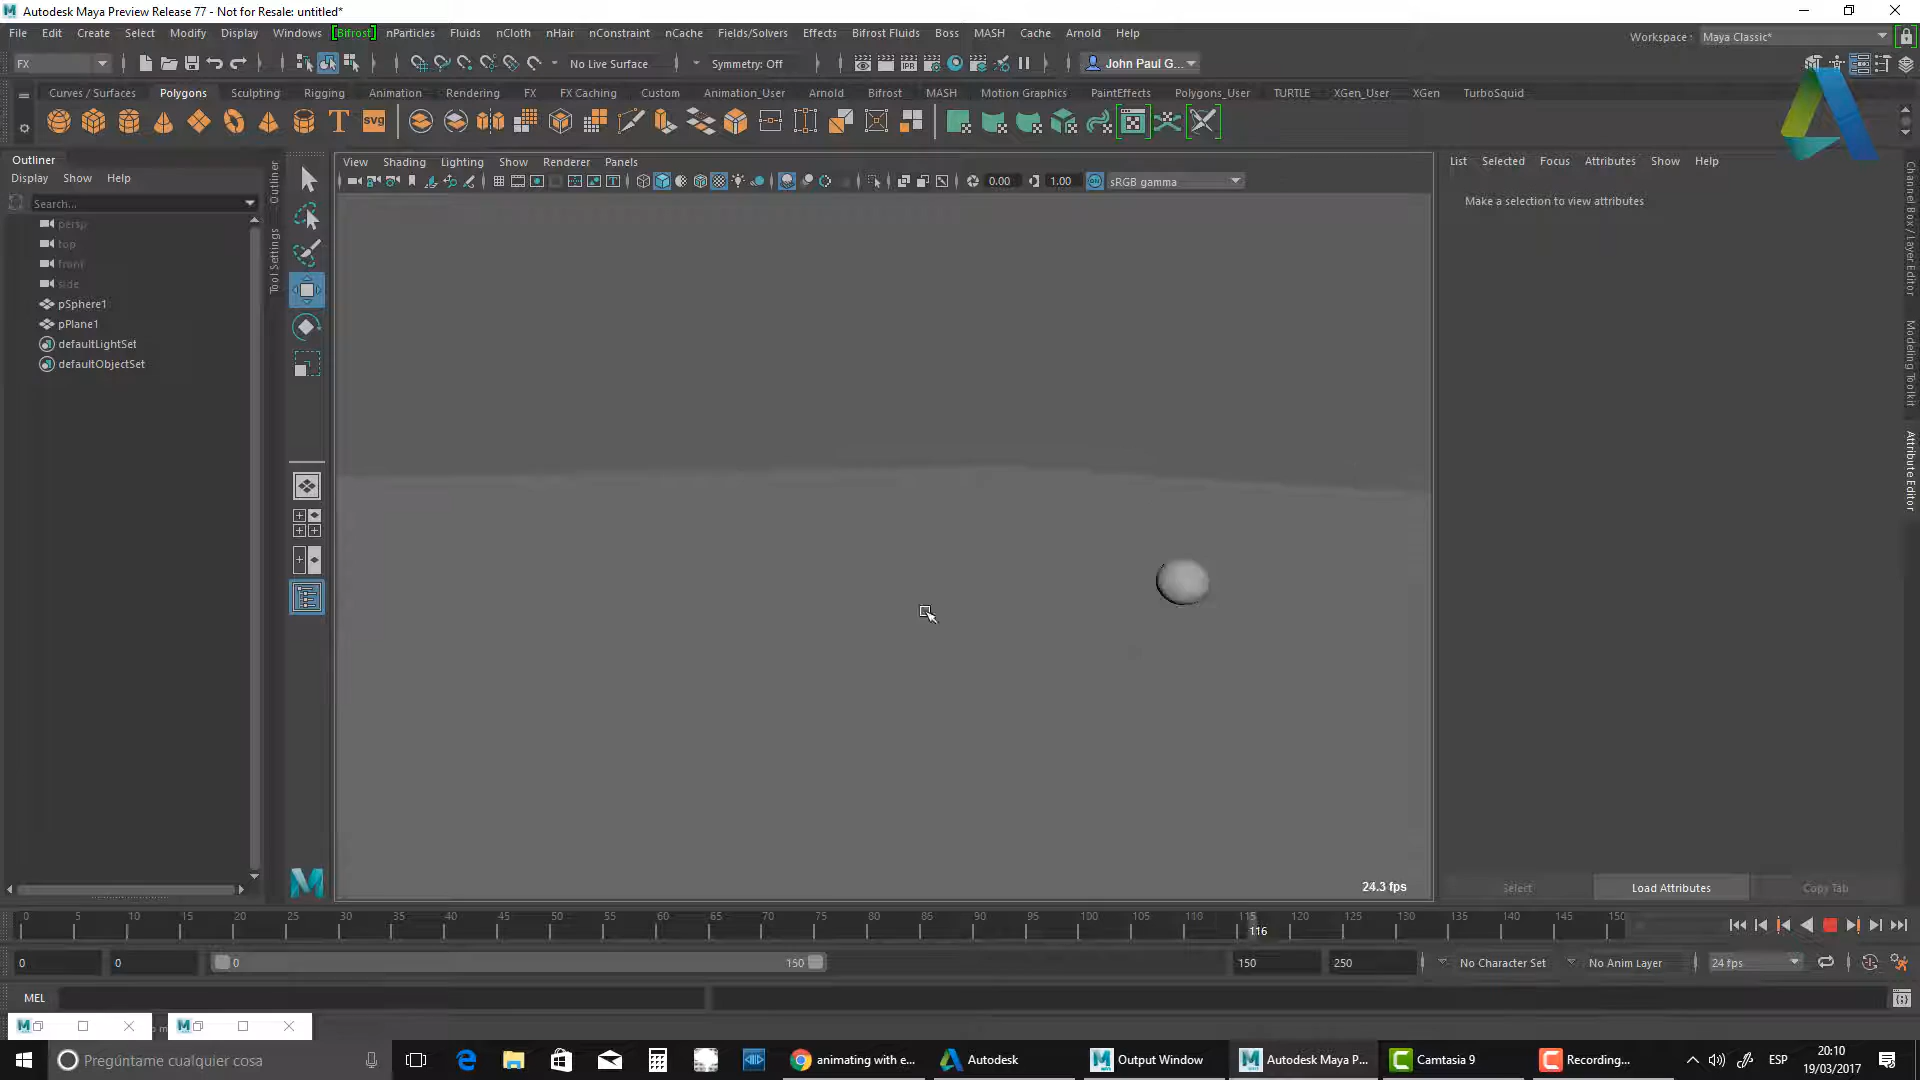 Autodesk Maya Preview Release 77 - Not for Resale: untitled*
File Edit Create Select Modify Display Windows [Bifrost] nParticles Fluids nCloth nHair nConstraint nCache Fields/Solvers Effects Bifrost Fluids Boss MASH Cache Arnold Help
Workspace : Maya Classic*
FX No Live Surface Symmetry: Off John Paul G...
Curves / Surfaces Polygons Sculpting Rigging Animation Rendering FX FX Caching Custom Animation_User Arnold Bifrost MASH Motion Graphics PaintEffects Polygons_User TURTLE XGen_User XGen TurboSquid
T svg
Outliner
Display Show Help
Search...
persp
top
front
side
pSphere1
pPlane1
defaultLightSet
defaultObjectSet
Outliner
Tool Settings
View Shading Lighting Show Renderer Panels
0.00 1.00 sRGB gamma
24.3 fps
List Selected Focus Attributes Show Help
Make a selection to view attributes
Select Load Attributes Copy Tab
Channel Box / Layer Editor
Modeling Toolkit
Attribute Editor
0 5 10 15 20 25 30 35 40 45 50 55 60 65 70 75 80 85 90 95 100 105 110 115 120 125 130 135 140 145 150
116
0 0 0 150 150 250 No Character Set No Anim Layer 24 fps
MEL
Pregúntame cualquier cosa
animating with e... Autodesk Output Window Autodesk Maya P... Camtasia 9 Recording...
ESP
20:10
19/03/2017